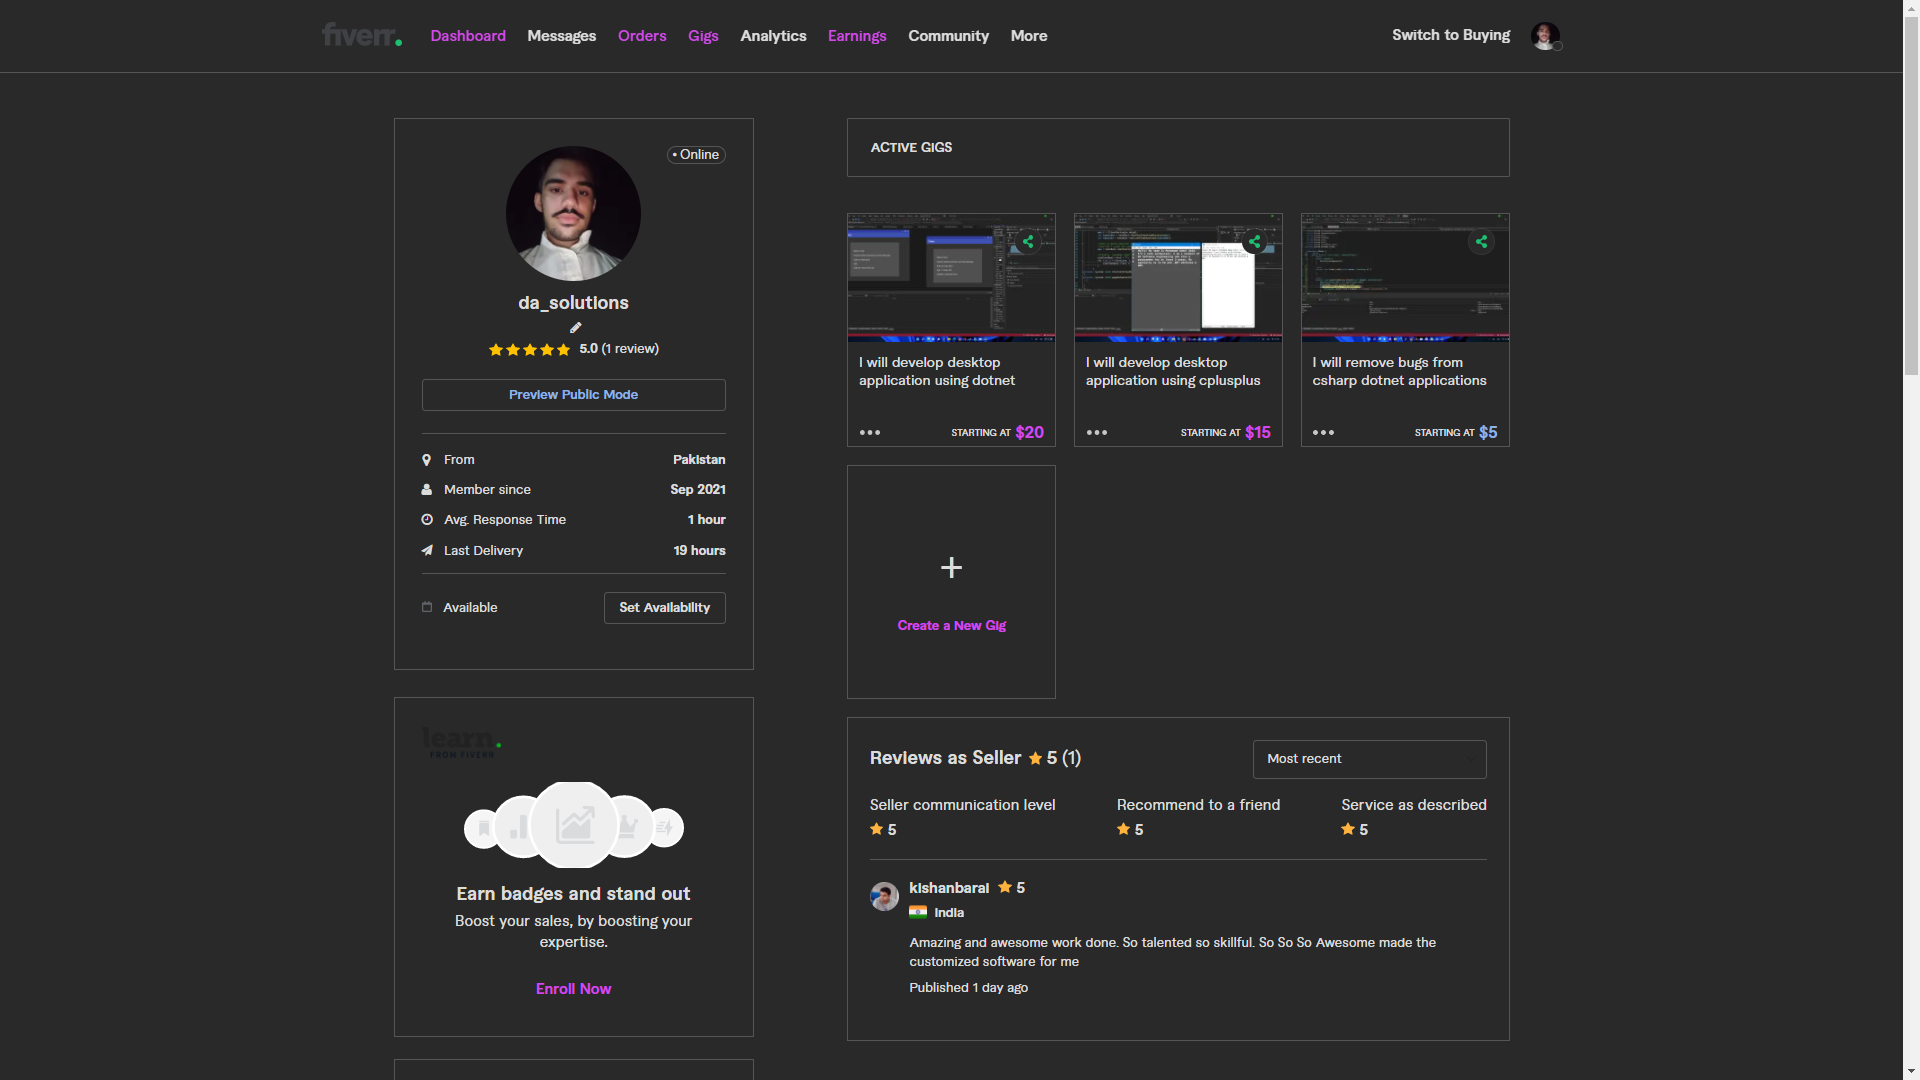 fiverr.
Dashboard
Messages
Orders
Gigs
Analytics
Earnings
Community
More
Switch to Buying
• Online
da_solutions
5.0 (1 review)
Preview Public Mode
From
Pakistan
Member since
Sep 2021
Avg. Response Time
1 hour
Last Delivery
19 hours
Available
Set Availability
learn.
FROM FIVERR
Earn badges and stand out
Boost your sales, by boosting your
expertise.
Enroll Now
ACTIVE GIGS
I will develop desktop
application using dotnet
STARTING AT $20
I will develop desktop
application using cplusplus
STARTING AT $15
I will remove bugs from
csharp dotnet applications
STARTING AT $5
+
Create a New Gig
Reviews as Seller 5 (1)
Most recent
Seller communication level
5
Recommend to a friend
5
Service as described
5
kishanbarai 5
India
Amazing and awesome work done. So talented so skillful. So So So Awesome made the
customized software for me
Published 1 day ago